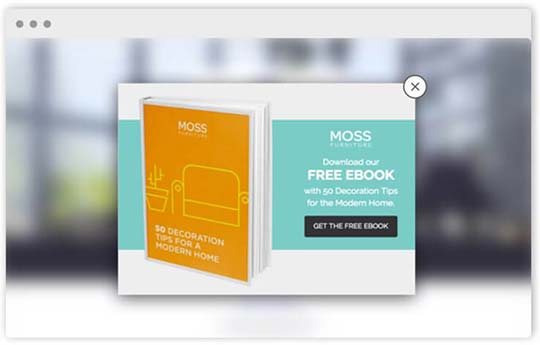 MOSS
FURNITURE
50 DECORATION
TIPS FOR A
MODERN HOME
MOSS
FURNITURE
Download our
FREE EBOOK
with 50 Decoration Tips
for the Modern Home.
GET THE FREE EBOOK